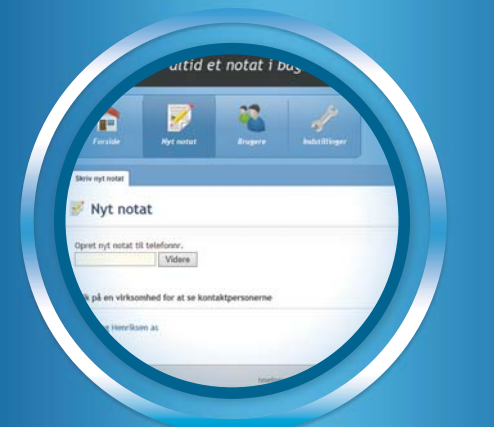 altid et notat i
Forside Nyt notat Brugere Indstillinger
Skriv nyt notat
Nyt notat
Opret nyt notat til telefonnr.
Videre
på en virksomhed for at se kontaktpersonerne
Henriksen as